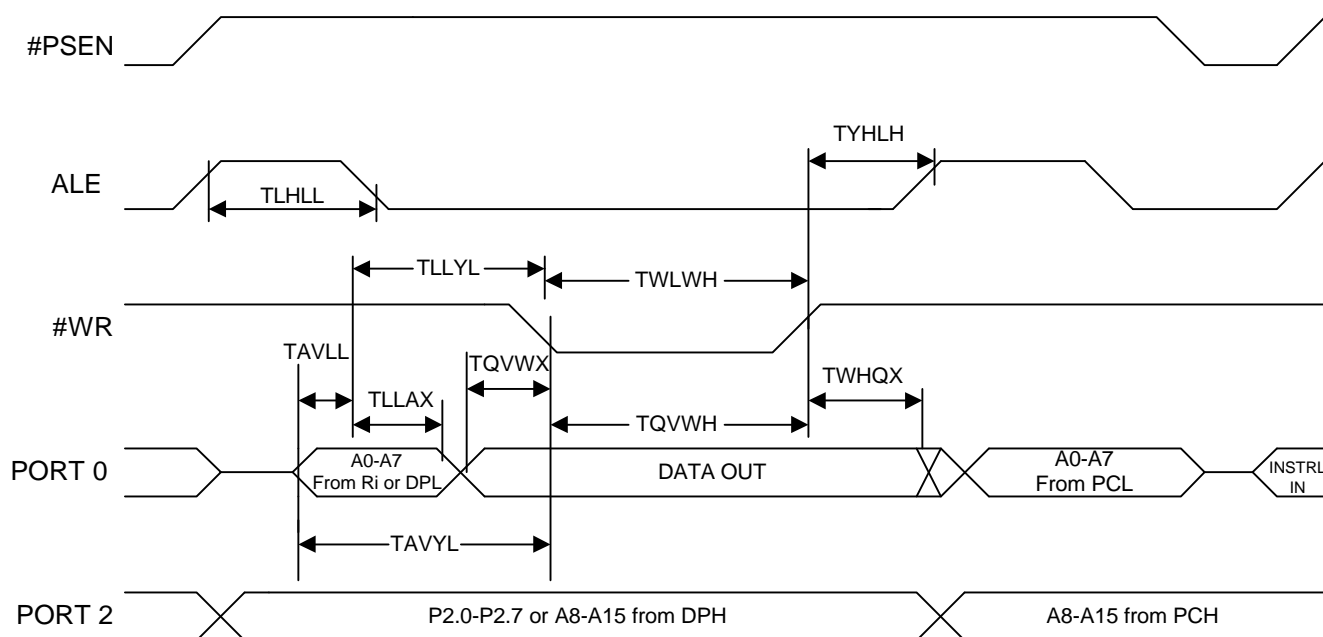 #PSEN
TYHLH
ALE
TLHLL
TLLYL
TWLWH
#WR
TAVLL
TQVWX
TWHQX
TLLAX
TQVWH
PORT 0
A0-A7
From Ri or DPL
DATA OUT
A0-A7
From PCL
INSTRL
IN
TAVYL
PORT 2
P2.0-P2.7 or A8-A15 from DPH
A8-A15 from PCH